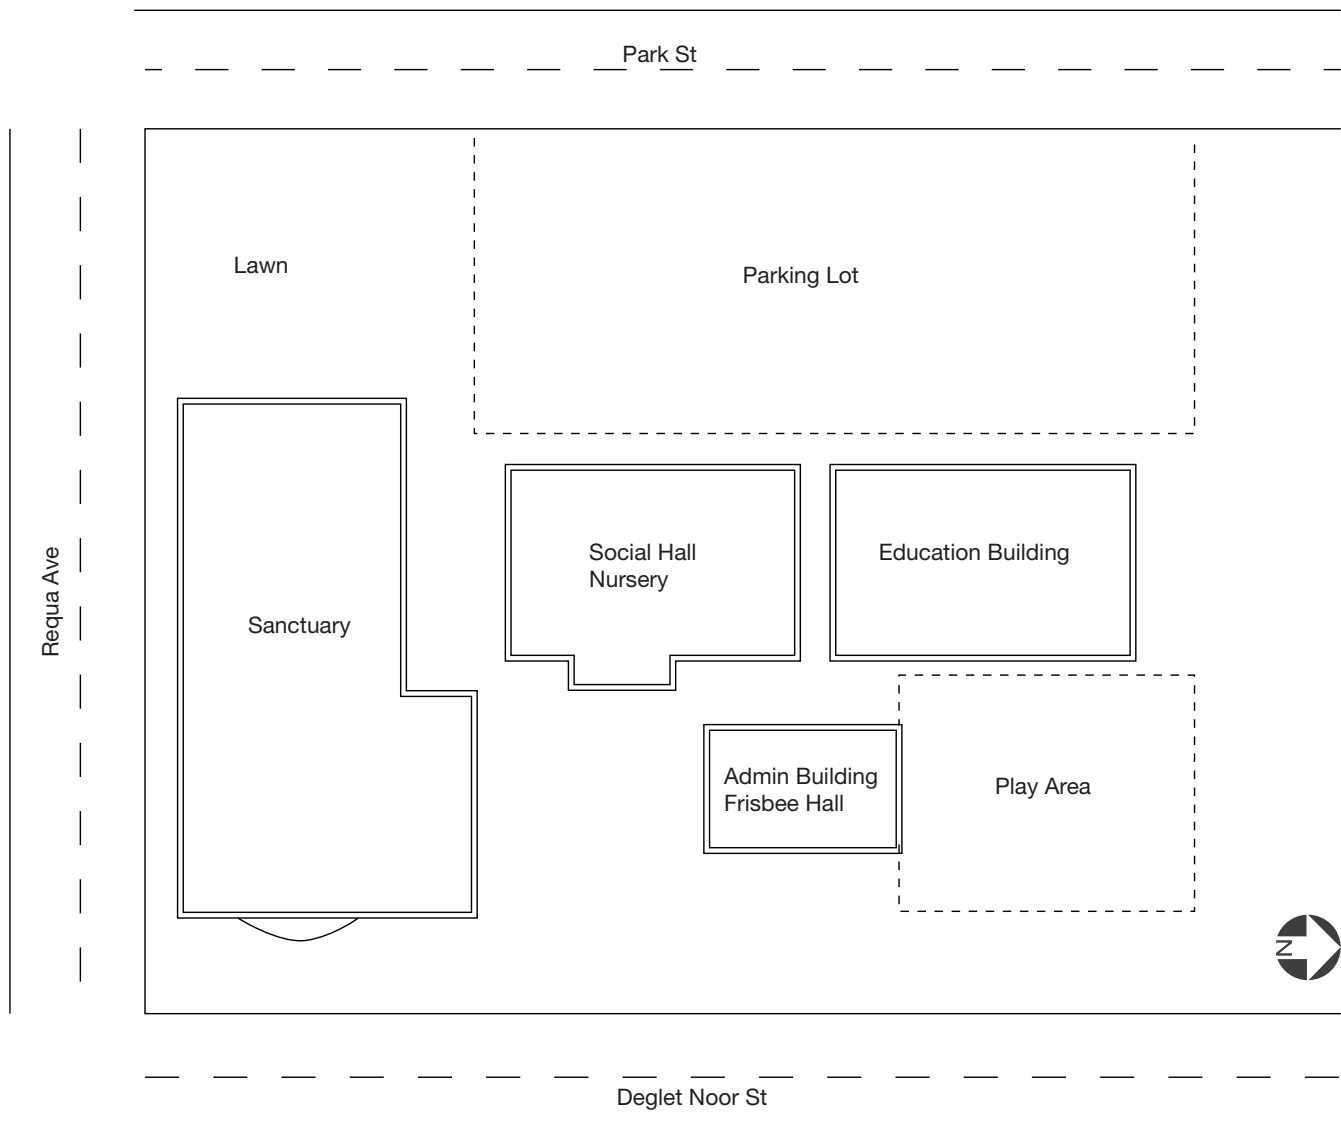 Park St
Lawn
Parking Lot
Requa Ave
Social Hall
Nursery
Education Building
Sanctuary
Admin Building
Frisbee Hall
Play Area
N
Deglet Noor St